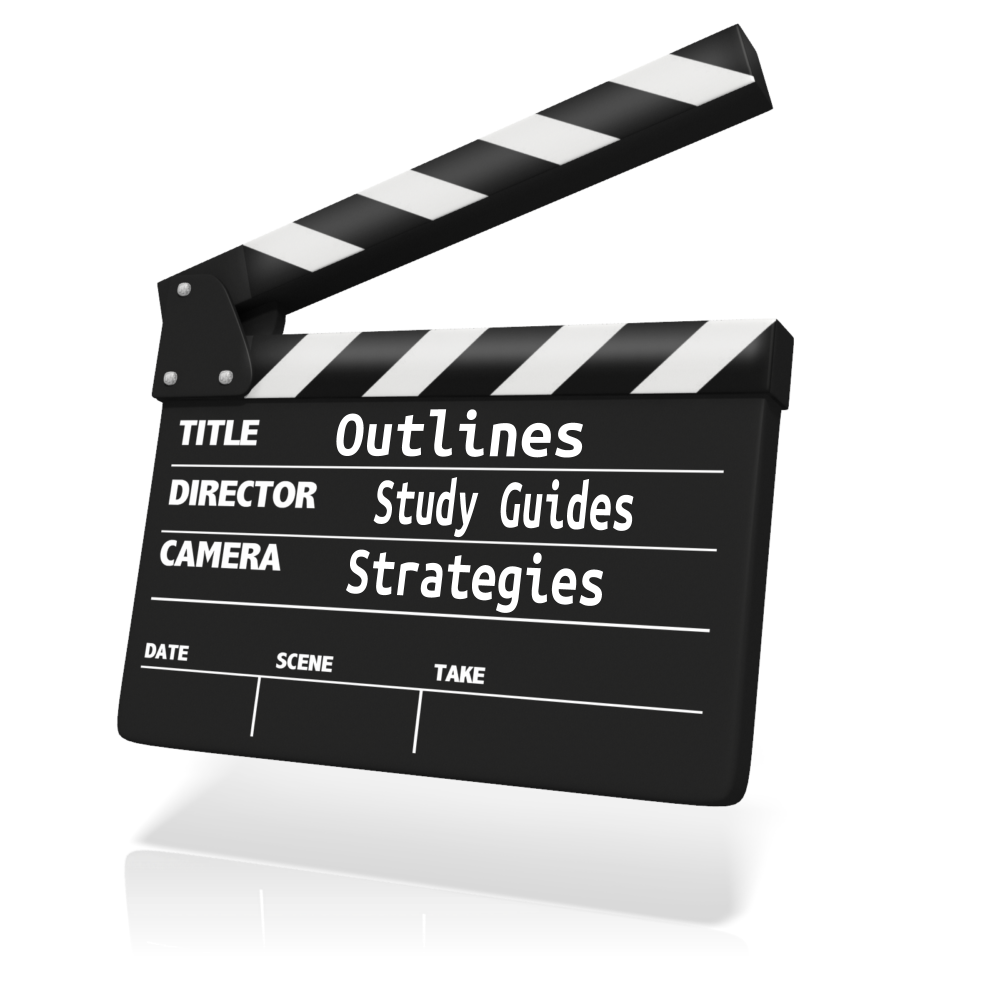 TITLE Outlines
DIRECTOR Study Guides
CAMERA Strategies
DATE SCENE TAKE